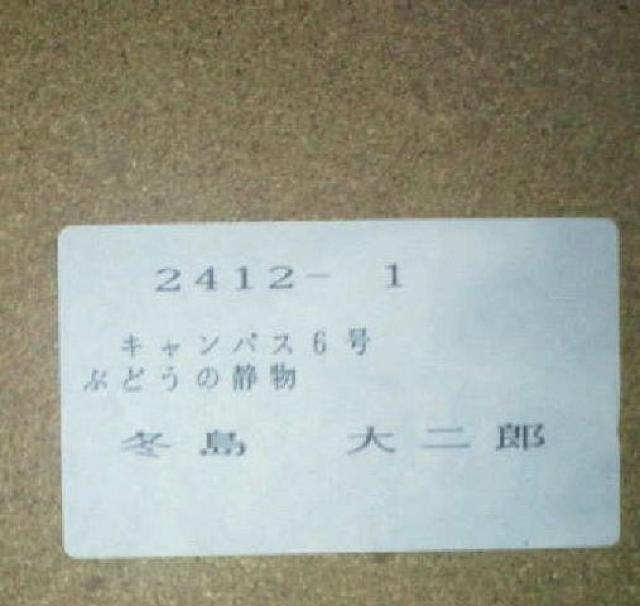 2412- 1
キャンバス6号
ぶどうの静物
冬島 大二郎